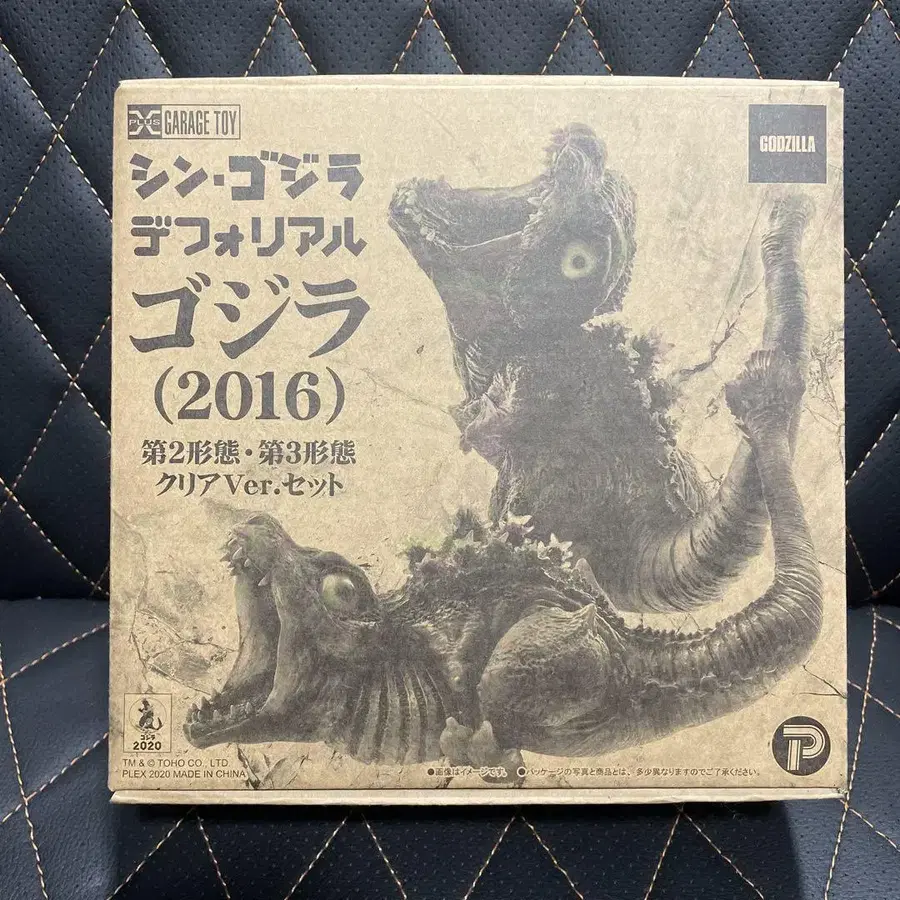 X PLUS GARAGE TOY
GODZILLA
シン・ゴジラ
デフォリアル
ゴジラ
(2016)
第2形態・第3形態
クリアVer.セット
ゴジラ
2020
TM & © TOHO CO., LTD.
PLEX 2020 MADE IN CHINA
●画像はイメージです。 ●パッケージの写真と商品とは、多少異なりますのでご了承ください。
P